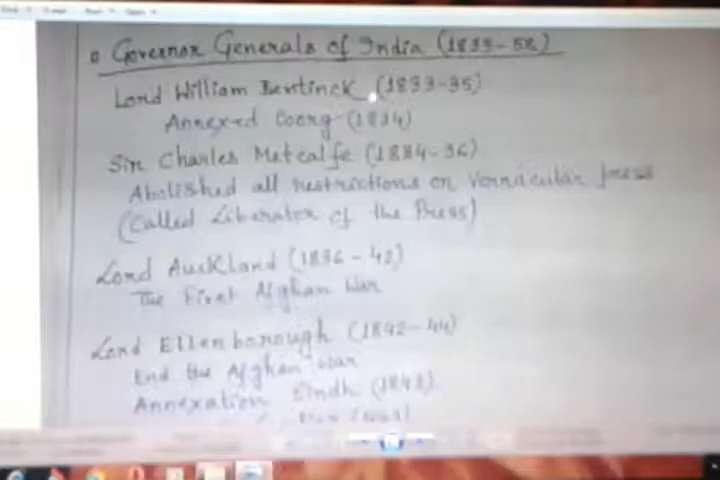 Governor Generals of India (1833-58)
Lord William Bentinck (1833-35)
Annexed Coorg (1834)
Sir Charles Metcalfe (1834-36)
Abolished all restrictions on Vernacular press
(Called Liberator of the Press)
Lord Auckland (1836-42)
The First Afghan War
Lord Ellenborough (1842-44)
End the Afghan War
Annexation Sindh (1843)